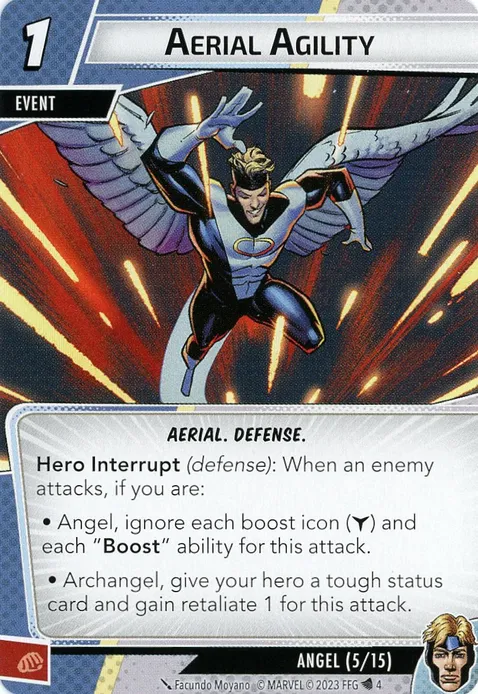 1
AERIAL AGILITY
EVENT
AERIAL. DEFENSE.
Hero Interrupt (defense): When an enemy
attacks, if you are:
• Angel, ignore each boost icon ( ) and
each "Boost" ability for this attack.
• Archangel, give your hero a tough status
card and gain retaliate 1 for this attack.
ANGEL (5/15)
Facundo Moyano © MARVEL © 2023 FFG 4